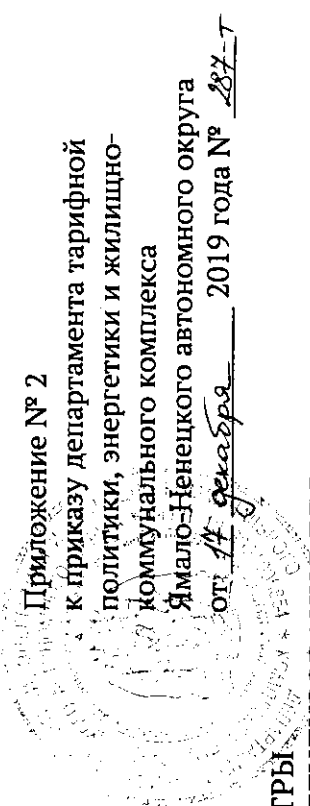 Приложение № 2
к приказу департамента тарифной
политики, энергетики и жилищно-
коммунального комплекса
Ямало-Ненецкого автономного округа
от 17 декабря 2019 года № 287-т
ТРЫ